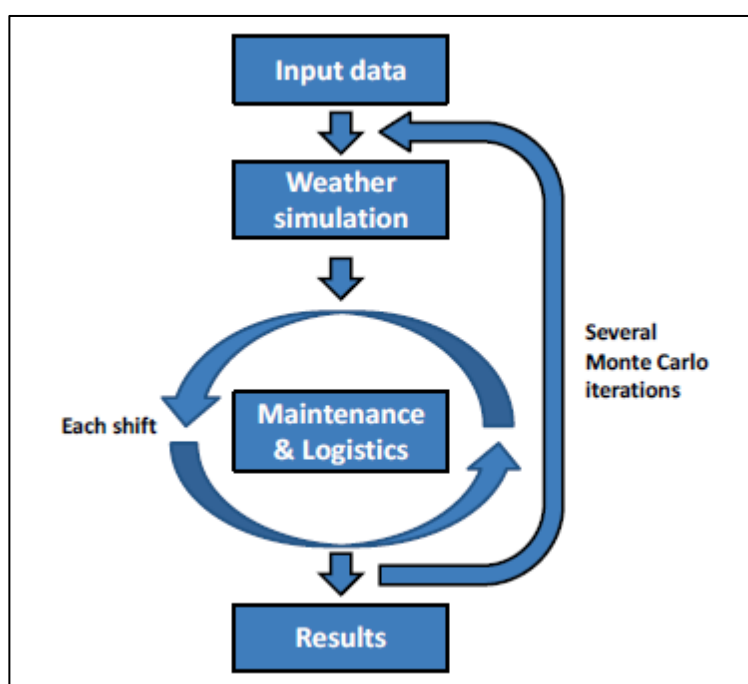 Input data
Weather
simulation
Several
Monte Carlo
iterations
Each shift
Maintenance
& Logistics
Results